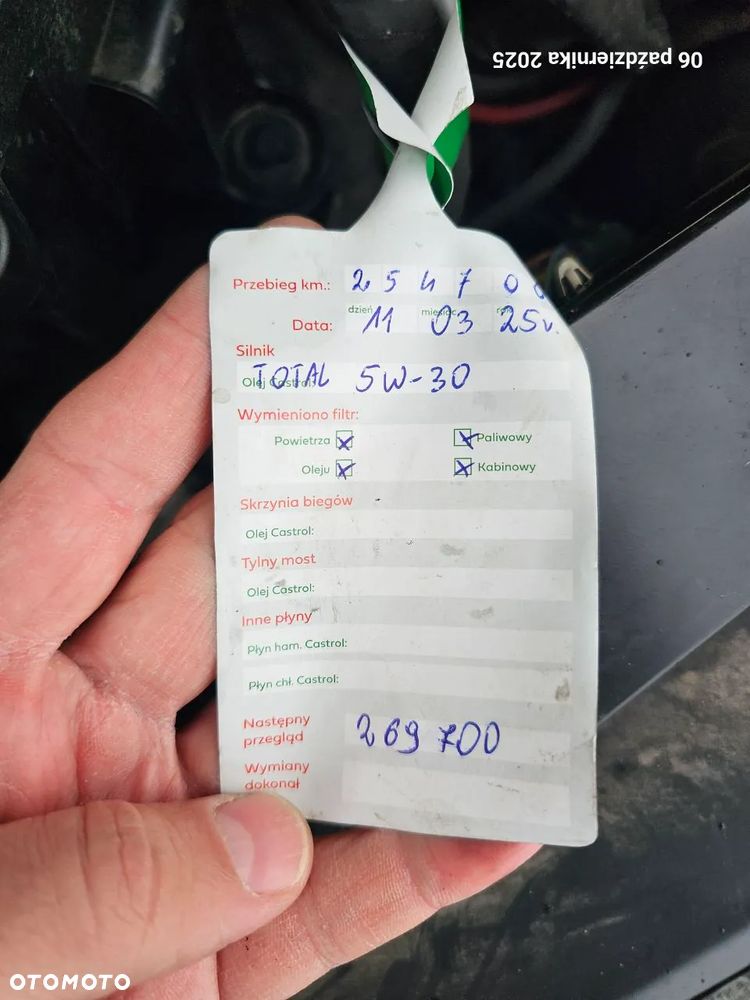 06 października 2025
Przebieg km.: 2 5 4 7 0 0
dzień miesiąc rok
Data: 11 03 25r.
Silnik
Olej Castrol: TOTAL 5W-30
Wymieniono filtr:
Powietrza Paliwowy
Oleju Kabinowy
Skrzynia biegów
Olej Castrol:
Tylny most
Olej Castrol:
Inne płyny
Płyn ham. Castrol:
Płyn chł. Castrol:
Następny
przegląd 269 700
Wymiany
dokonał
OTOMOTO